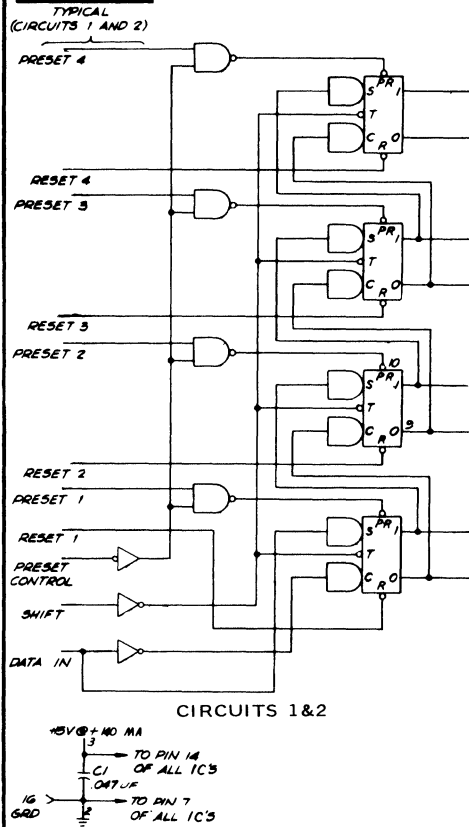 TYPICAL
(CIRCUITS 1 AND 2)
PRESET 4
PR
S 1
T
C 0
R
RESET 4
PRESET 3
PR
S 1
T
C 0
R
RESET 3
PRESET 2
10
PR
S 1
T
C 0 9
R
RESET 2
PRESET 1
PR
S 1
RESET 1
T
PRESET
CONTROL
C 0
R
SHIFT
DATA IN
CIRCUITS 1&2
+5V @ + 140 MA
3
TO PIN 14
OF ALL IC'S
C1
.047UF
16
GRD
2
TO PIN 7
OF ALL IC'S